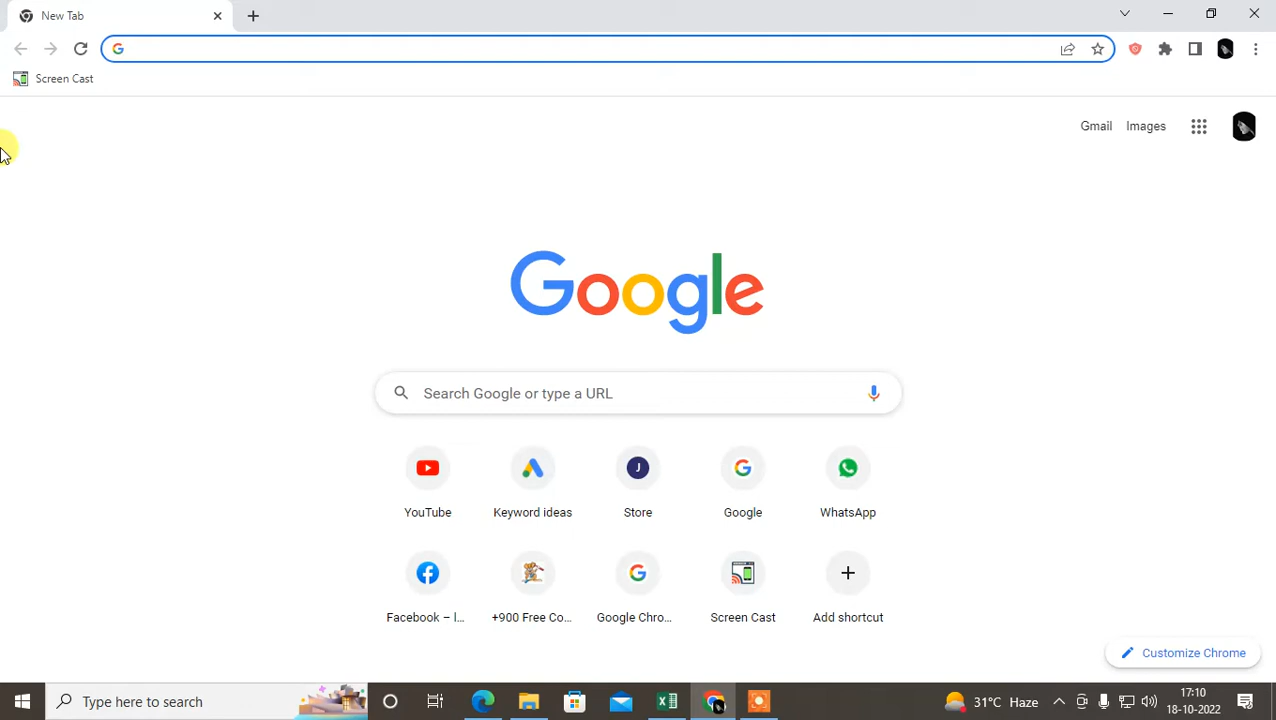 New Tab
Screen Cast
Gmail Images
Google
Search Google or type a URL
J
YouTube Keyword ideas Store Google WhatsApp
Facebook – l... +900 Free Co... Google Chro... Screen Cast Add shortcut
Customize Chrome
Type here to search
31°C Haze
17:10
18-10-2022